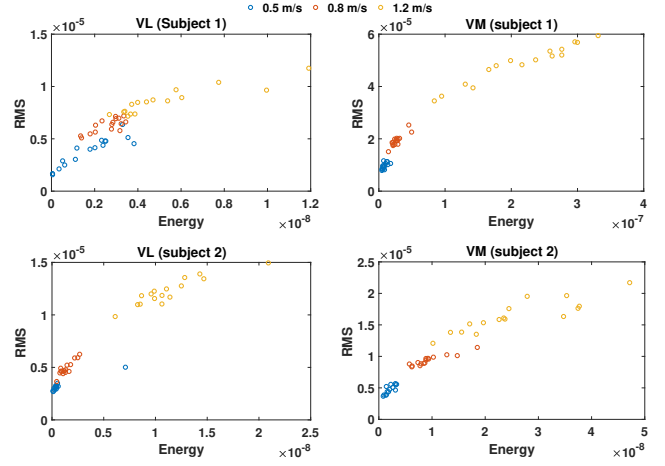 0.5 m/s 0.8 m/s 1.2 m/s
VL (Subject 1)
×10⁻⁵
1.5
1
0.5
0
RMS
0 0.2 0.4 0.6 0.8 1 1.2
Energy
×10⁻⁸
VM (subject 1)
×10⁻⁵
6
4
2
0
RMS
0 1 2 3 4
Energy
×10⁻⁷
VL (subject 2)
×10⁻⁵
1.5
1
0.5
0
RMS
0 0.5 1 1.5 2 2.5
Energy
×10⁻⁸
VM (subject 2)
×10⁻⁵
2.5
2
1.5
1
0.5
0
RMS
0 1 2 3 4 5
Energy
×10⁻⁸